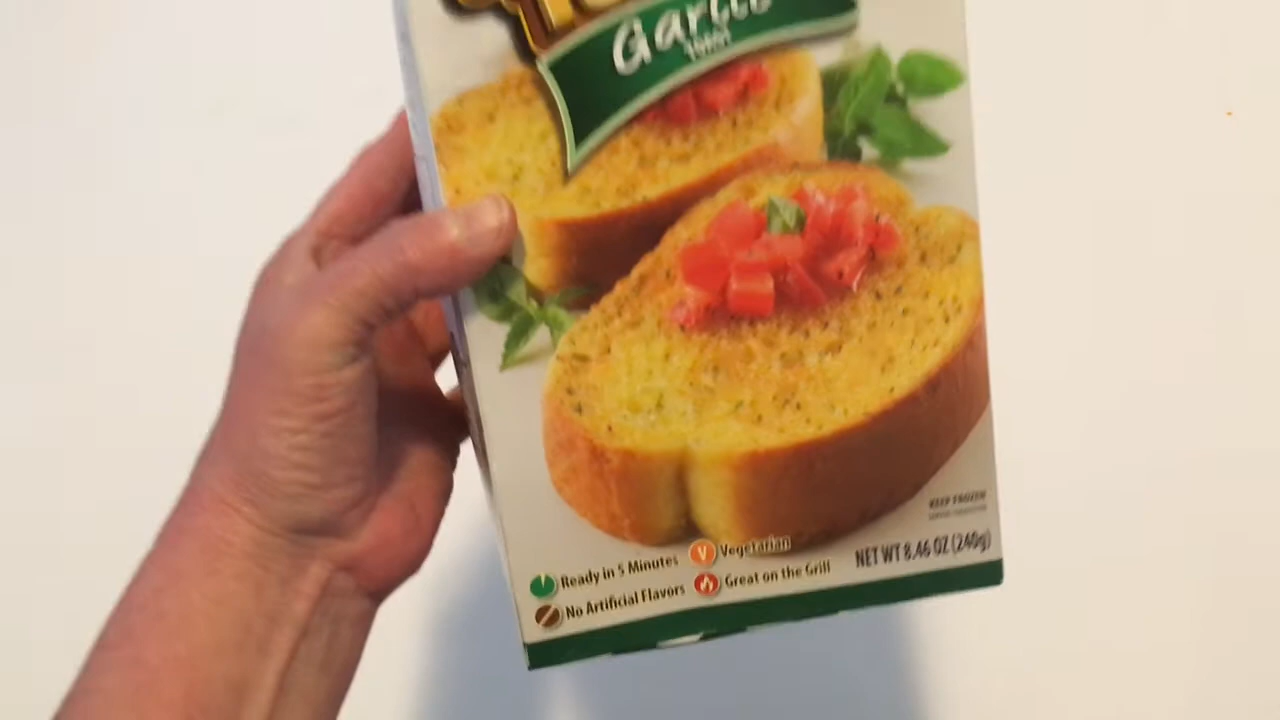 Garlic
TOAST
KEEP FROZEN
Ready in 5 Minutes
V Vegetarian
NET WT 8.46 OZ (240g)
No Artificial Flavors
Great on the Grill